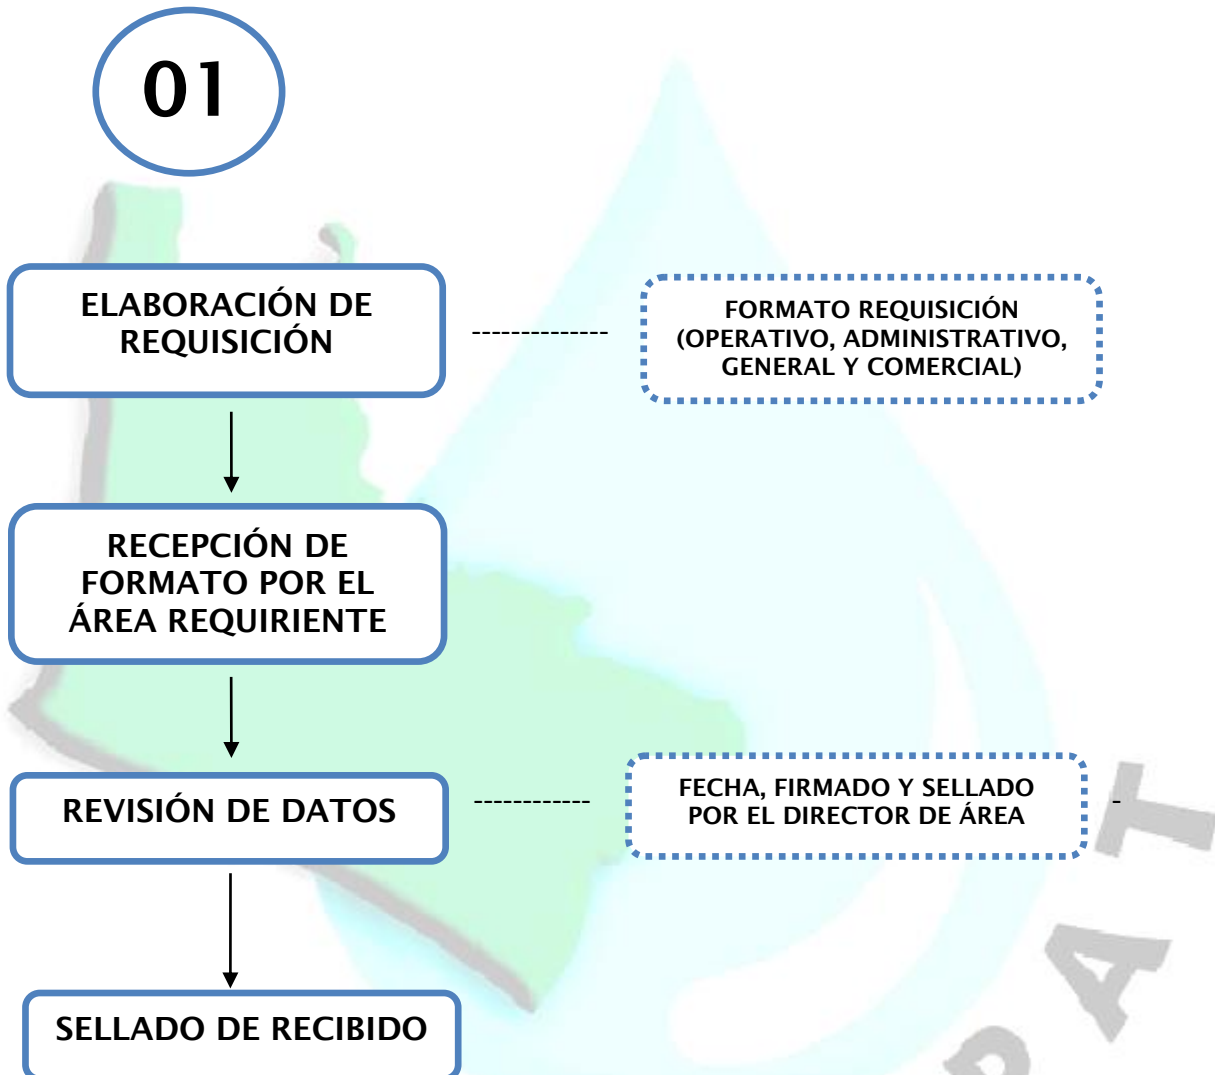 01
ELABORACIÓN DE
REQUISICIÓN
--------------
FORMATO REQUISICIÓN
(OPERATIVO, ADMINISTRATIVO,
GENERAL Y COMERCIAL)
RECEPCIÓN DE
FORMATO POR EL
ÁREA REQUIRIENTE
REVISIÓN DE DATOS
------------
FECHA, FIRMADO Y SELLADO
POR EL DIRECTOR DE ÁREA
-
SELLADO DE RECIBIDO
PAT